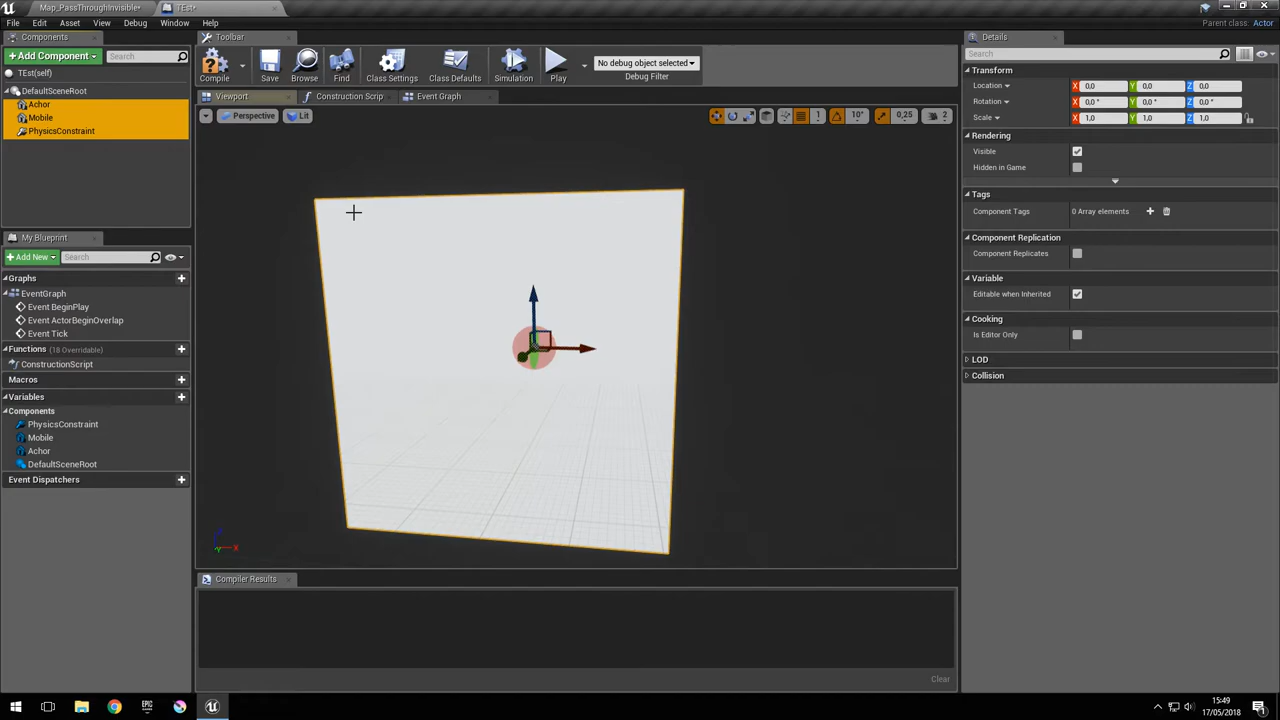 Map_PassThroughInvisible*
TEst*
File Edit Asset View Debug Window Help
Parent class: Actor
Components
+ Add Component
Search
TEst(self)
DefaultSceneRoot
Achor
Mobile
PhysicsConstraint
Toolbar
Compile
Save
Browse
Find
Class Settings
Class Defaults
Simulation
Play
No debug object selected
Debug Filter
Viewport
Construction Scrip
Event Graph
Perspective
Lit
1
10°
0,25
2
My Blueprint
+ Add New
Search
Graphs
EventGraph
Event BeginPlay
Event ActorBeginOverlap
Event Tick
Functions (18 Overridable)
ConstructionScript
Macros
Variables
Components
PhysicsConstraint
Mobile
Achor
DefaultSceneRoot
Event Dispatchers
Z
X
Y
Compiler Results
Clear
Details
Search
Transform
Location X 0,0 Y 0,0 Z 0,0
Rotation X 0,0 ° Y 0,0 ° Z 0,0 °
Scale X 1,0 Y 1,0 Z 1,0
Rendering
Visible
Hidden in Game
Tags
Component Tags 0 Array elements
Component Replication
Component Replicates
Variable
Editable when Inherited
Cooking
Is Editor Only
LOD
Collision
EPIC
15:49
17/05/2018
1